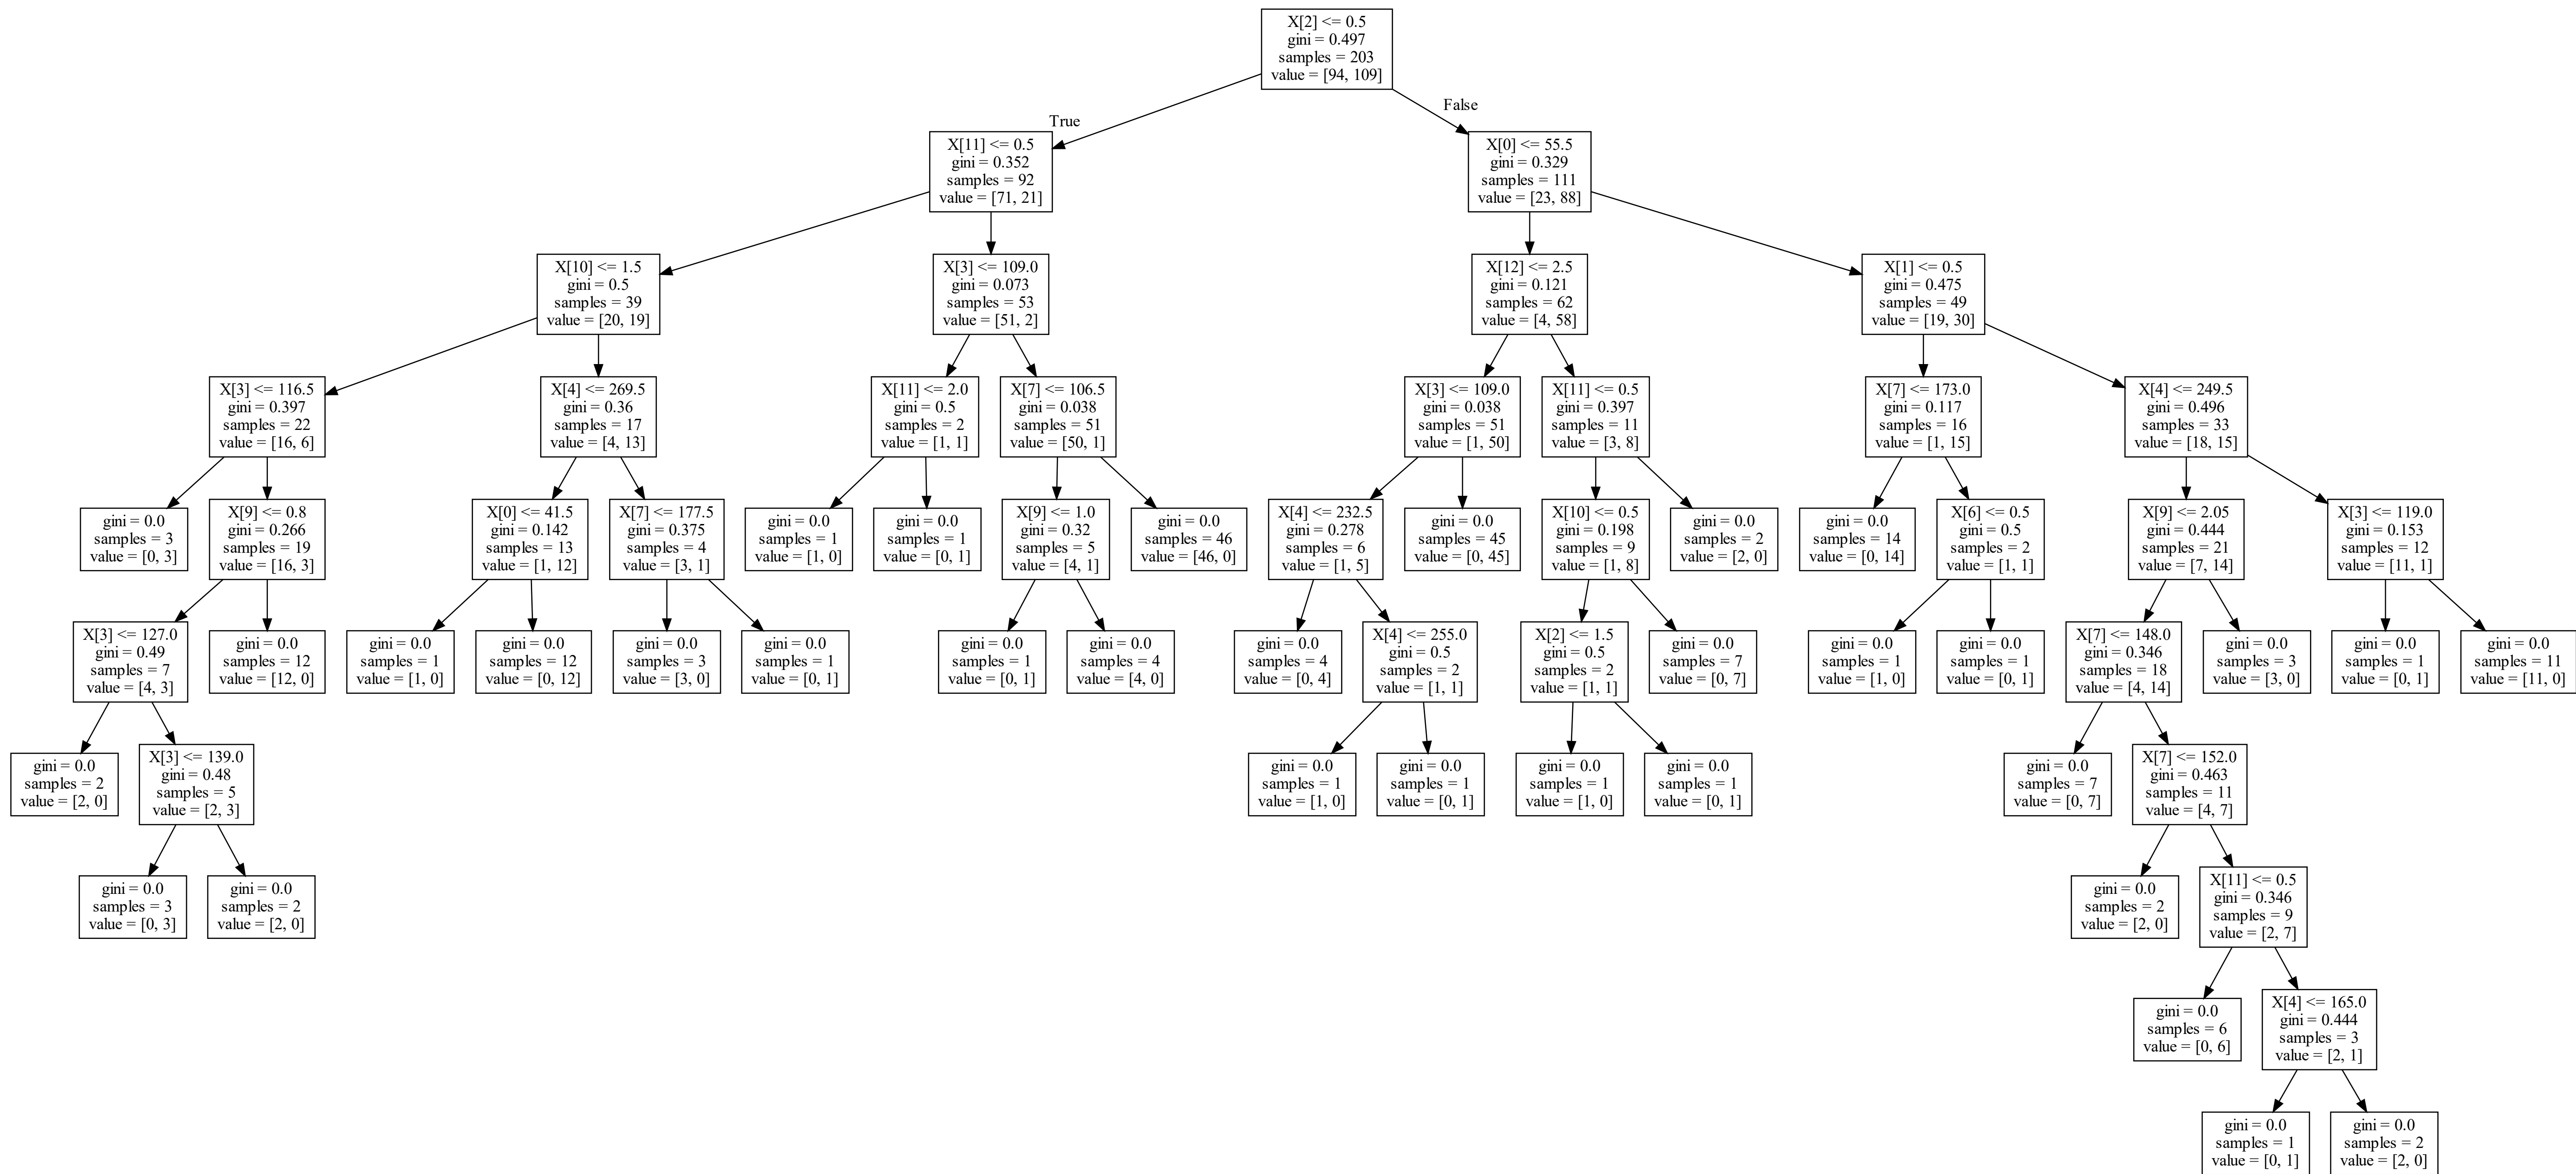 X[2] <= 0.5
gini = 0.497
samples = 203
value = [94, 109]
True
False
X[11] <= 0.5
gini = 0.352
samples = 92
value = [71, 21]
X[0] <= 55.5
gini = 0.329
samples = 111
value = [23, 88]
X[10] <= 1.5
gini = 0.5
samples = 39
value = [20, 19]
X[3] <= 109.0
gini = 0.073
samples = 53
value = [51, 2]
X[12] <= 2.5
gini = 0.121
samples = 62
value = [4, 58]
X[1] <= 0.5
gini = 0.475
samples = 49
value = [19, 30]
X[3] <= 116.5
gini = 0.397
samples = 22
value = [16, 6]
X[4] <= 269.5
gini = 0.36
samples = 17
value = [4, 13]
X[11] <= 2.0
gini = 0.5
samples = 2
value = [1, 1]
X[7] <= 106.5
gini = 0.038
samples = 51
value = [50, 1]
X[3] <= 109.0
gini = 0.038
samples = 51
value = [1, 50]
X[11] <= 0.5
gini = 0.397
samples = 11
value = [3, 8]
X[7] <= 173.0
gini = 0.117
samples = 16
value = [1, 15]
X[4] <= 249.5
gini = 0.496
samples = 33
value = [18, 15]
gini = 0.0
samples = 3
value = [0, 3]
X[9] <= 0.8
gini = 0.266
samples = 19
value = [16, 3]
X[0] <= 41.5
gini = 0.142
samples = 13
value = [1, 12]
X[7] <= 177.5
gini = 0.375
samples = 4
value = [3, 1]
gini = 0.0
samples = 1
value = [1, 0]
gini = 0.0
samples = 1
value = [0, 1]
X[9] <= 1.0
gini = 0.32
samples = 5
value = [4, 1]
gini = 0.0
samples = 46
value = [46, 0]
X[4] <= 232.5
gini = 0.278
samples = 6
value = [1, 5]
gini = 0.0
samples = 45
value = [0, 45]
X[10] <= 0.5
gini = 0.198
samples = 9
value = [1, 8]
gini = 0.0
samples = 2
value = [2, 0]
gini = 0.0
samples = 14
value = [0, 14]
X[6] <= 0.5
gini = 0.5
samples = 2
value = [1, 1]
X[9] <= 2.05
gini = 0.444
samples = 21
value = [7, 14]
X[3] <= 119.0
gini = 0.153
samples = 12
value = [11, 1]
X[3] <= 127.0
gini = 0.49
samples = 7
value = [4, 3]
gini = 0.0
samples = 12
value = [12, 0]
gini = 0.0
samples = 1
value = [1, 0]
gini = 0.0
samples = 12
value = [0, 12]
gini = 0.0
samples = 3
value = [3, 0]
gini = 0.0
samples = 1
value = [0, 1]
gini = 0.0
samples = 1
value = [0, 1]
gini = 0.0
samples = 4
value = [4, 0]
gini = 0.0
samples = 4
value = [0, 4]
X[4] <= 255.0
gini = 0.5
samples = 2
value = [1, 1]
X[2] <= 1.5
gini = 0.5
samples = 2
value = [1, 1]
gini = 0.0
samples = 7
value = [0, 7]
gini = 0.0
samples = 1
value = [1, 0]
gini = 0.0
samples = 1
value = [0, 1]
X[7] <= 148.0
gini = 0.346
samples = 18
value = [4, 14]
gini = 0.0
samples = 3
value = [3, 0]
gini = 0.0
samples = 1
value = [0, 1]
gini = 0.0
samples = 11
value = [11, 0]
gini = 0.0
samples = 2
value = [2, 0]
X[3] <= 139.0
gini = 0.48
samples = 5
value = [2, 3]
gini = 0.0
samples = 1
value = [1, 0]
gini = 0.0
samples = 1
value = [0, 1]
gini = 0.0
samples = 1
value = [1, 0]
gini = 0.0
samples = 1
value = [0, 1]
gini = 0.0
samples = 7
value = [0, 7]
X[7] <= 152.0
gini = 0.463
samples = 11
value = [4, 7]
gini = 0.0
samples = 3
value = [0, 3]
gini = 0.0
samples = 2
value = [2, 0]
gini = 0.0
samples = 2
value = [2, 0]
X[11] <= 0.5
gini = 0.346
samples = 9
value = [2, 7]
gini = 0.0
samples = 6
value = [0, 6]
X[4] <= 165.0
gini = 0.444
samples = 3
value = [2, 1]
gini = 0.0
samples = 1
value = [0, 1]
gini = 0.0
samples = 2
value = [2, 0]